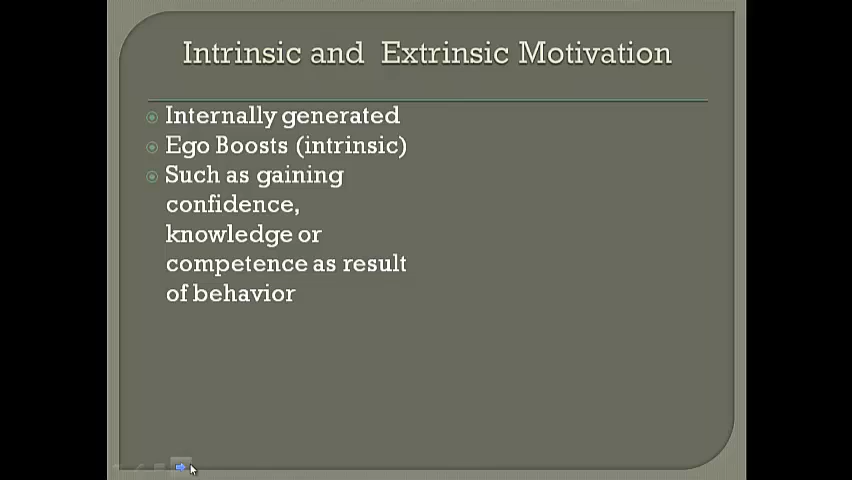 Intrinsic and Extrinsic Motivation
Internally generated
Ego Boosts (intrinsic)
Such as gaining
confidence,
knowledge or
competence as result
of behavior